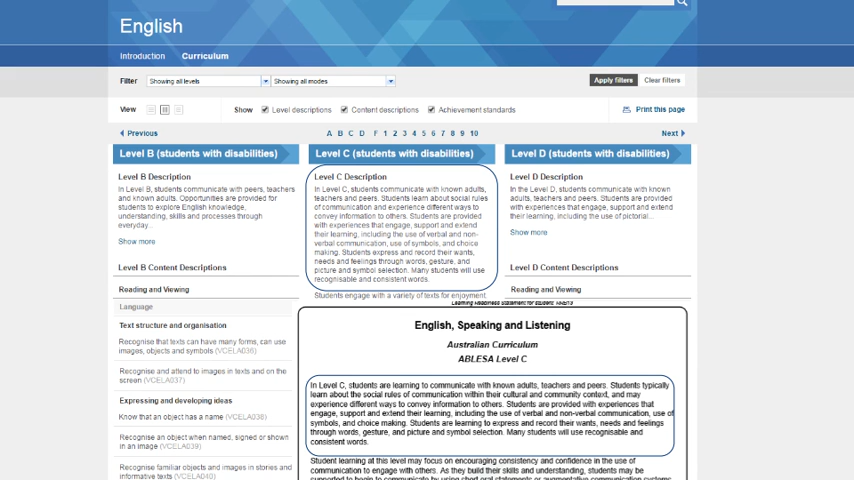 English
Introduction
Curriculum
Filter
Showing all levels
Showing all modes
Apply filters
Clear filters
View
Show
Level descriptions
Content descriptions
Achievement standards
Print this page
Previous
A B C D F 1 2 3 4 5 6 7 8 9 10
Next
Level B (students with disabilities)
Level B Description
In Level B, students communicate with peers, teachers
and known adults. Opportunities are provided for
students to explore English knowledge,
understanding, skills and processes through
everyday...
Show more
Level B Content Descriptions
Reading and Viewing
Language
Text structure and organisation
Recognise that texts can have many forms, can use
images, objects and symbols (VCELA036)
Recognise and attend to images in texts and on the
screen (VCELA037)
Expressing and developing ideas
Know that an object has a name (VCELA038)
Recognise an object when named, signed or shown
in an image (VCELA039)
Recognise familiar objects and images in stories and
informative texts (VCELA040)
Level C (students with disabilities)
Level C Description
In Level C, students communicate with known adults,
teachers and peers. Students learn about social rules
of communication and experience different ways to
convey information to others. Students are provided
with experiences that engage, support and extend
their learning, including the use of verbal and non-
verbal communication, use of symbols, and choice
making. Students express and record their wants,
needs and feelings through words, gesture, and
picture and symbol selection. Many students will use
recognisable and consistent words.
Students engage with a variety of texts for enjoyment
Level D (students with disabilities)
Level D Description
In the Level D, students communicate with known
adults, teachers and peers. Students are provided
with experiences that engage, support and extend
their learning, including the use of pictorial...
Show more
Level D Content Descriptions
Reading and Viewing
Learning Readiness Statement for student:
English, Speaking and Listening
Australian Curriculum
ABLESA Level C
In Level C, students are learning to communicate with known adults, teachers and peers. Students typically
learn about the social rules of communication within their cultural and community context, and may
experience different ways to convey information to others. Students are provided with experiences that
engage, support and extend their learning, including the use of verbal and non-verbal communication, use of
symbols, and choice making. Students are learning to express and record their wants, needs and feelings
through words, gesture, and picture and symbol selection. Many students will use recognisable and
consistent words.
Student learning at this level may focus on encouraging consistency and confidence in the use of
communication to engage with others. As they build their skills and understanding, students may be
supported to begin to communicate by using short oral statements or augmentative communication systems